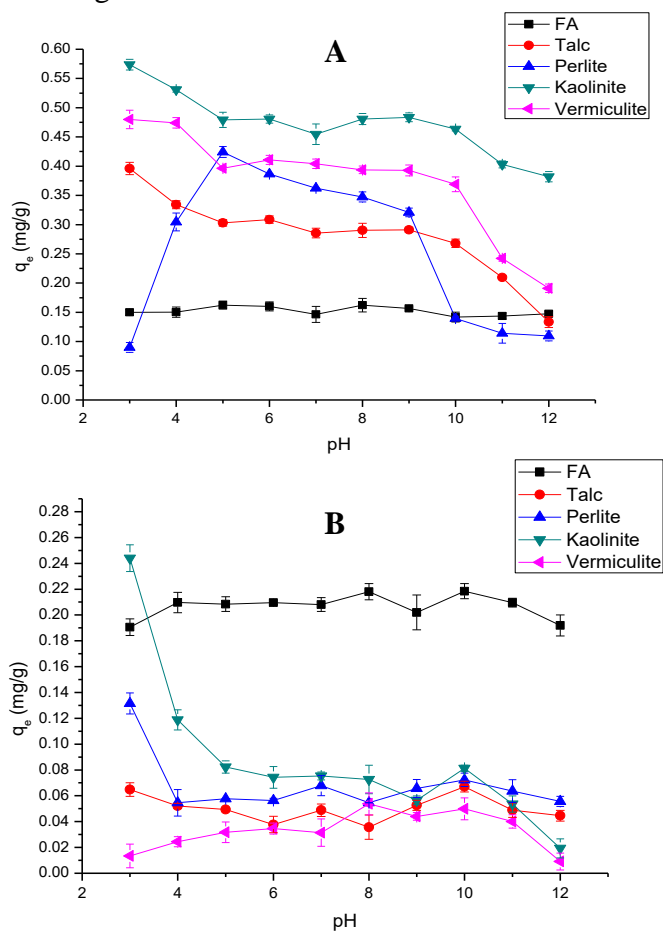 FA
Talc
Perlite
Kaolinite
Vermiculite
A
0.60
0.55
0.50
0.45
0.40
0.35
0.30
0.25
0.20
0.15
0.10
0.05
0.00
qe (mg/g)
2 4 6 8 10 12
pH
FA
Talc
Perlite
Kaolinite
Vermiculite
B
0.28
0.26
0.24
0.22
0.20
0.18
0.16
0.14
0.12
0.10
0.08
0.06
0.04
0.02
0.00
qe (mg/g)
2 4 6 8 10 12
pH